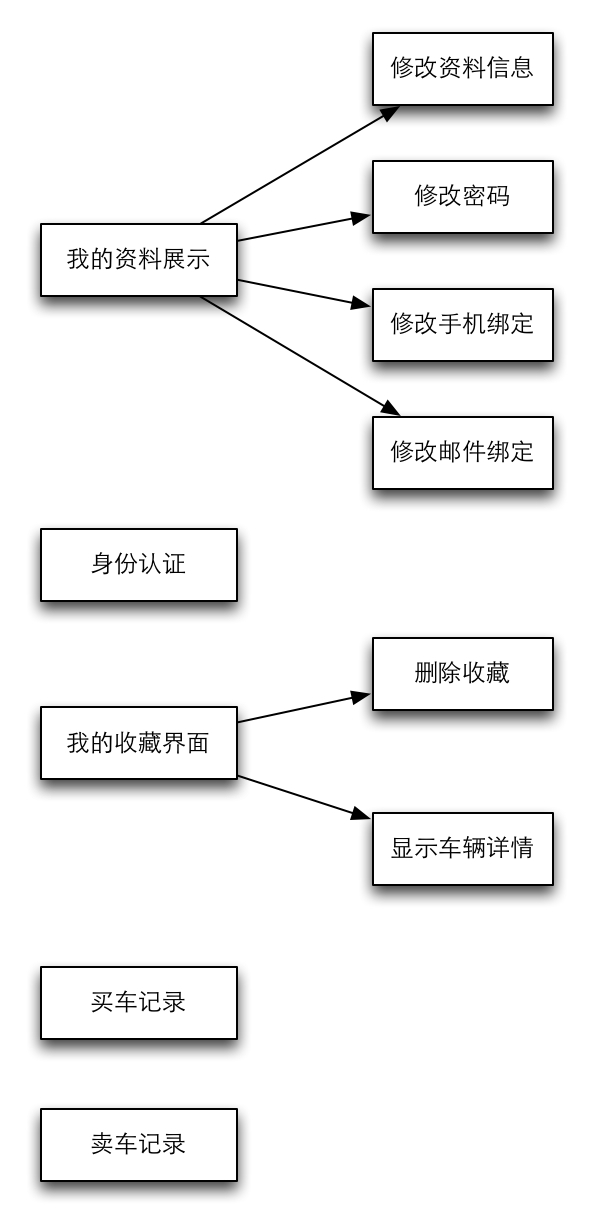 修改资料信息
修改密码
我的资料展示
修改手机绑定
修改邮件绑定
身份认证
删除收藏
我的收藏界面
显示车辆详情
买车记录
卖车记录